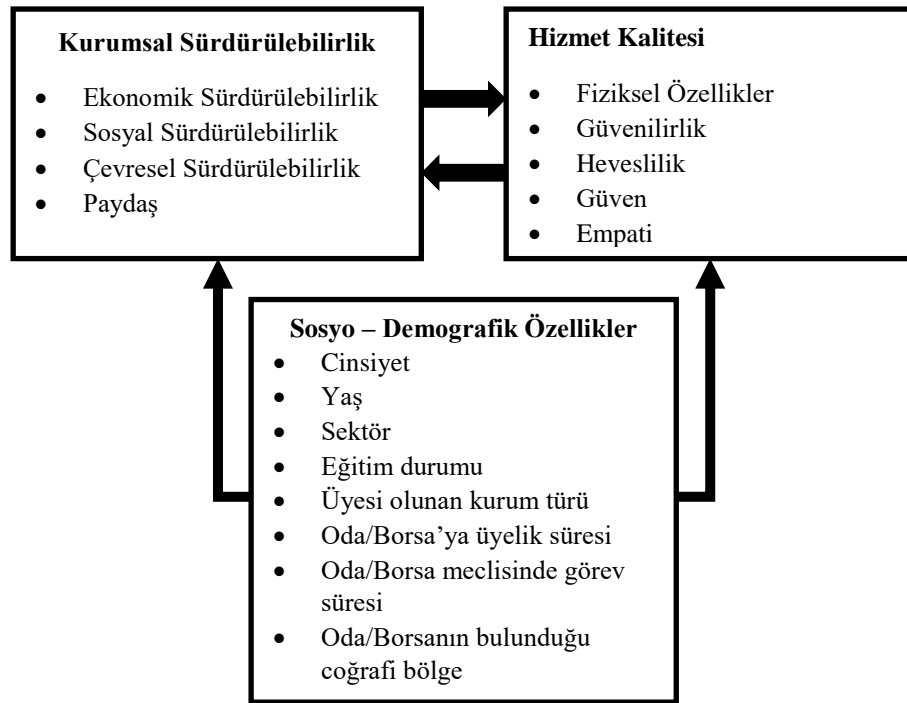 Kurumsal Sürdürülebilirlik
• Ekonomik Sürdürülebilirlik
• Sosyal Sürdürülebilirlik
• Çevresel Sürdürülebilirlik
• Paydaş
Hizmet Kalitesi
• Fiziksel Özellikler
• Güvenilirlik
• Heveslilik
• Güven
• Empati
Sosyo – Demografik Özellikler
• Cinsiyet
• Yaş
• Sektör
• Eğitim durumu
• Üyesi olunan kurum türü
• Oda/Borsa’ya üyelik süresi
• Oda/Borsa meclisinde görev
süresi
• Oda/Borsanın bulunduğu
coğrafi bölge